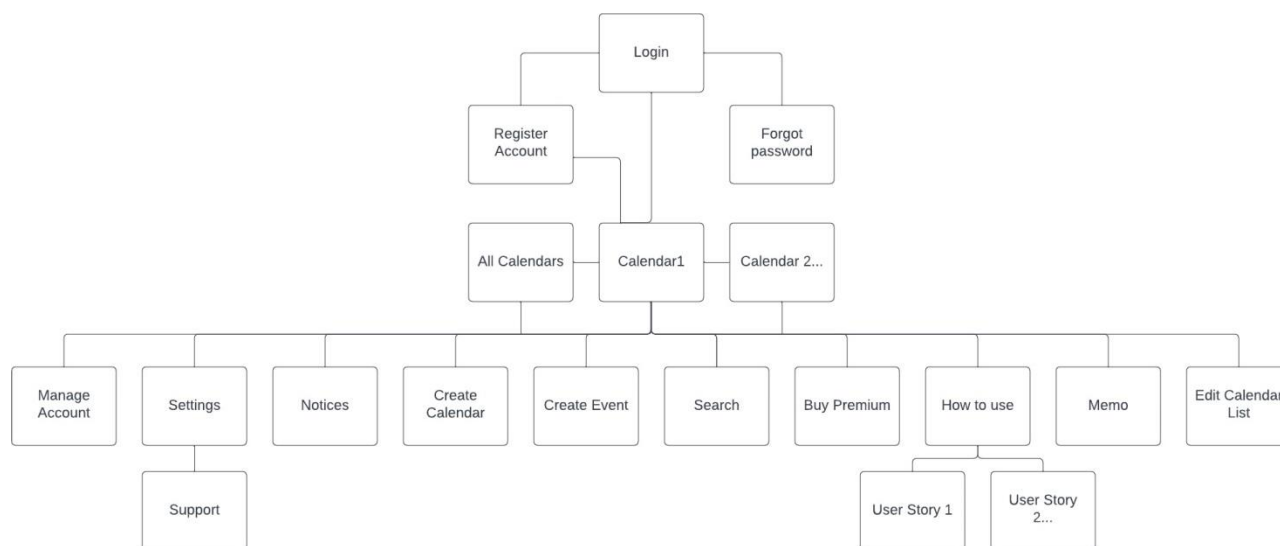 Login
Register
Account
Forgot
password
All Calendars
Calendar1
Calendar 2...
Manage
Account
Settings
Notices
Create
Calendar
Create Event
Search
Buy Premium
How to use
Memo
Edit Calendar
List
Support
User Story 1
User Story
2...